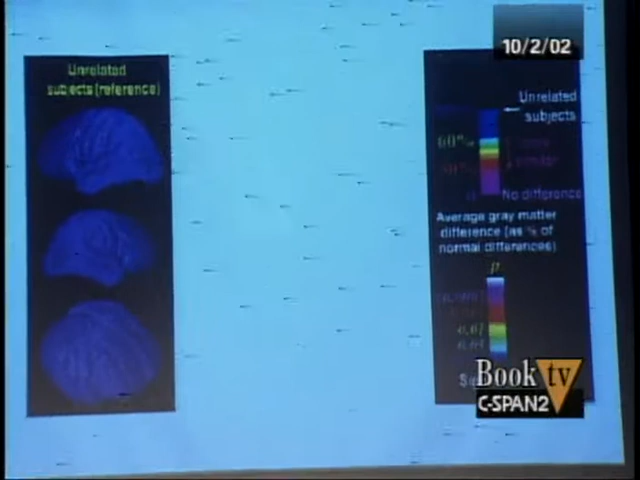 10/2/02
Unrelated
subjects (reference)
Unrelated
subjects
60%
No difference
Average gray matter
difference (as % of
normal differences)
P
Book tv
C-SPAN2